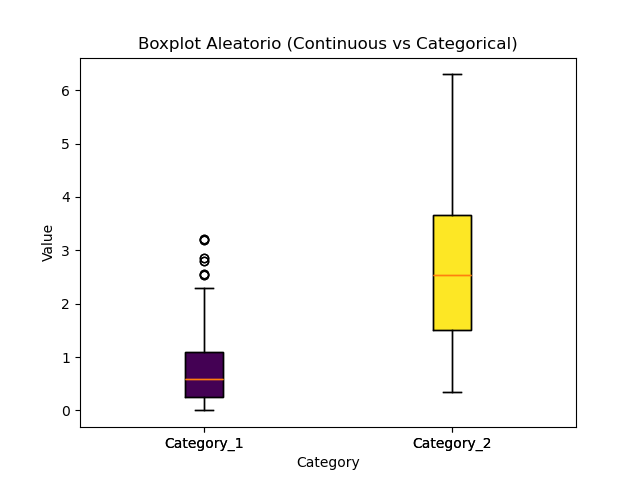 Boxplot Aleatorio (Continuous vs Categorical)
6
5
4
3
2
1
0
Value
Category_1
Category_2
Category